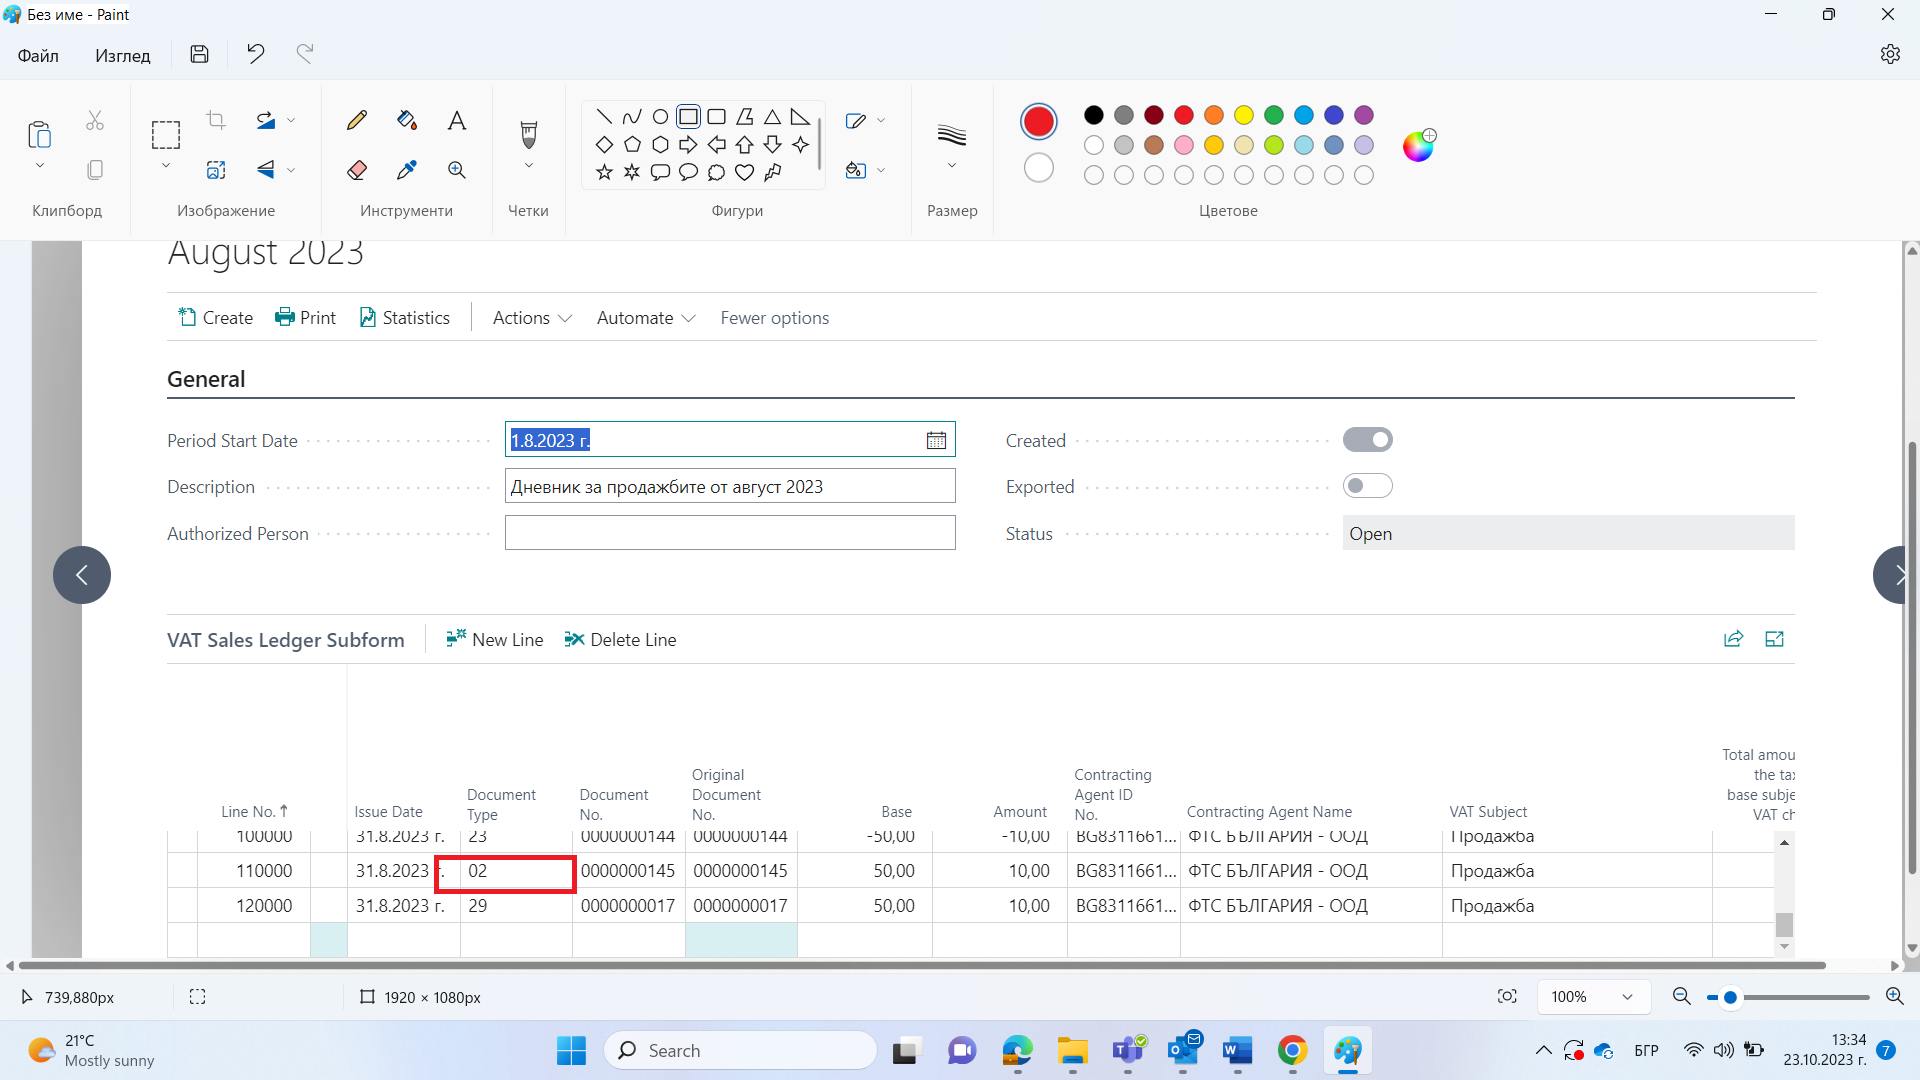 Без име - Paint
Файл Изглед
Клипборд Изображение Инструменти Четки Фигури Размер Цветове
August 2023
Create Print Statistics Actions Automate Fewer options
General
Period Start Date 1.8.2023 г. Created
Description Дневник за продажбите от август 2023 Exported
Authorized Person Status Open
VAT Sales Ledger Subform New Line Delete Line
Line No. ↑ Issue Date Document Type Document No. Original Document No. Base Amount Contracting Agent ID No. Contracting Agent Name VAT Subject Total amou the tax base subje VAT ch
100000 31.8.2023 г. 23 0000000144 0000000144 -50,00 -10,00 BG8311661... ФТС БЪЛГАРИЯ - ООД Продажба
110000 31.8.2023 г. 02 0000000145 0000000145 50,00 10,00 BG8311661... ФТС БЪЛГАРИЯ - ООД Продажба
120000 31.8.2023 г. 29 0000000017 0000000017 50,00 10,00 BG8311661... ФТС БЪЛГАРИЯ - ООД Продажба
739,880px 1920 × 1080px 100%
21°C
Mostly sunny
Search
БГР
13:34
23.10.2023 г.
7